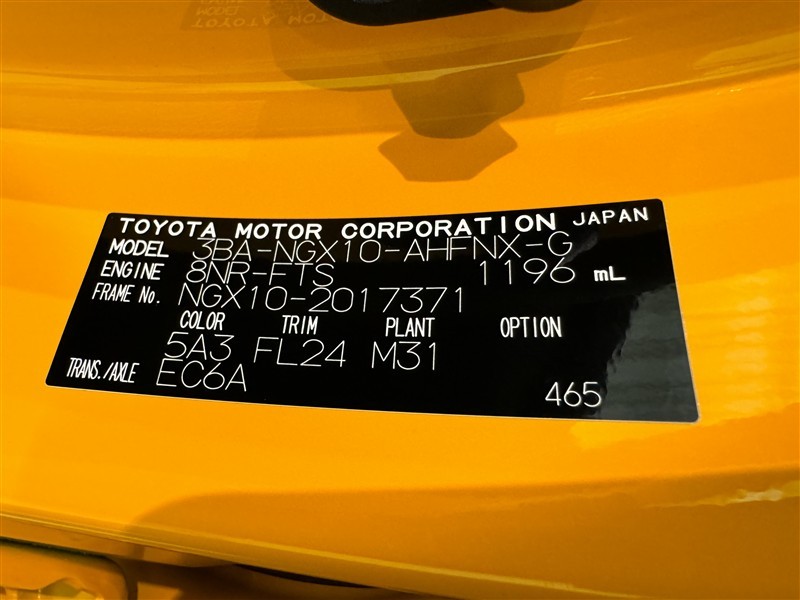 TOYOTA MOTOR CORPORATION JAPAN
MODEL 3BA-NGX10-AHFNX-G
ENGINE 8NR-FTS 1196 mL
FRAME No. NGX10-2017371
COLOR TRIM PLANT OPTION
5A3 FL24 M31
TRANS./AXLE EC6A
465